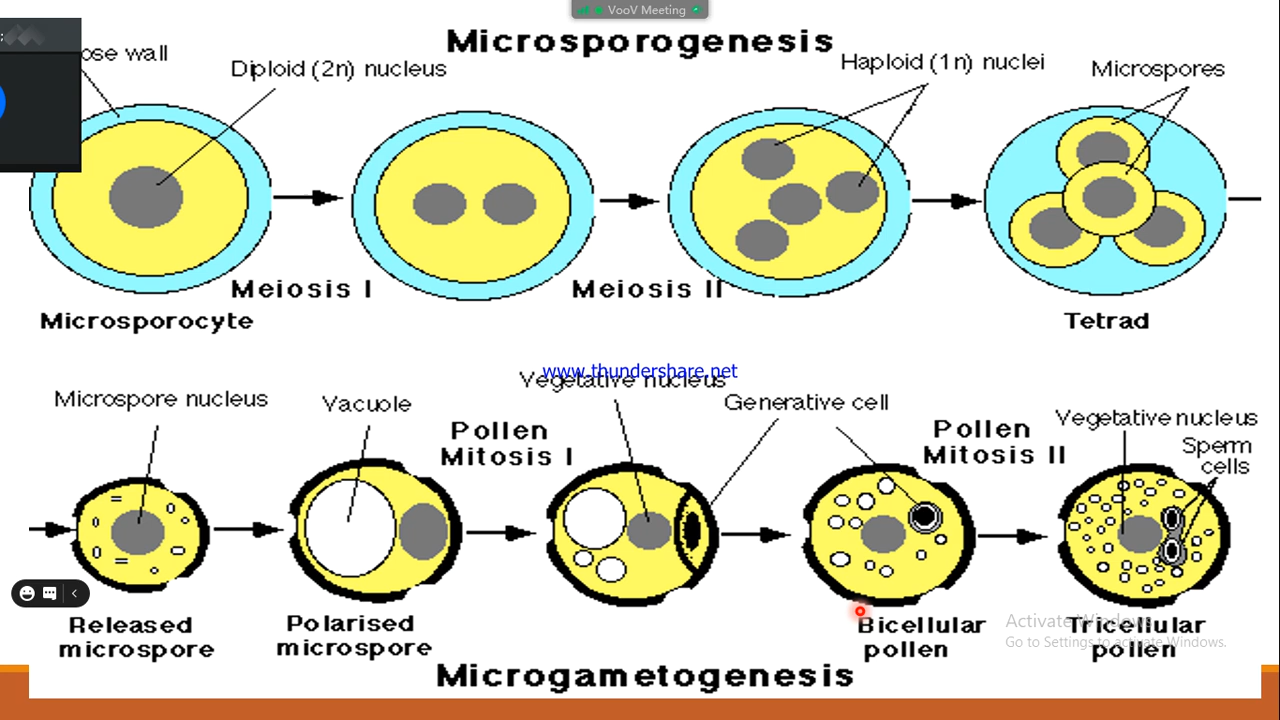 VooV Meeting
Microsporogenesis
ose wall
Diploid (2n) nucleus
Haploid (1n) nuclei
Microspores
Meiosis I
Meiosis II
Microsporocyte
Tetrad
www.thundershare.net
Vegetative nucleus
Microspore nucleus
Vacuole
Generative cell
Vegetative nucleus
Pollen
Mitosis I
Pollen
Mitosis II
Sperm
cells
Released
microspore
Polarised
microspore
Bicellular
pollen
Tricellular
pollen
Activate Windows
Go to Settings to activate Windows.
Microgametogenesis